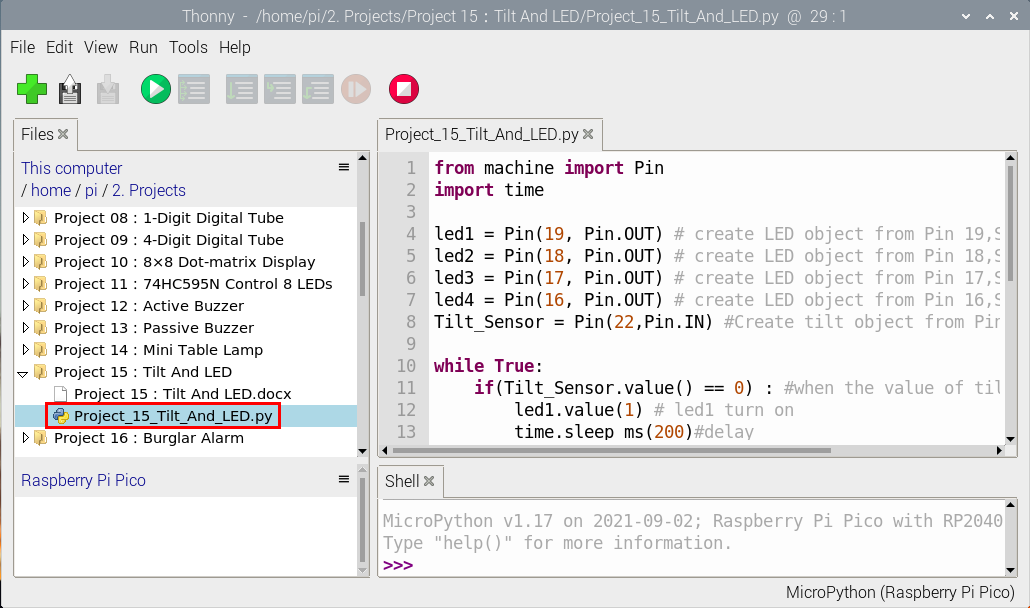 Thonny - /home/pi/2. Projects/Project 15 : Tilt And LED/Project_15_Tilt_And_LED.py @ 29 : 1
File Edit View Run Tools Help
Files
This computer
/ home / pi / 2. Projects
Project 08 : 1-Digit Digital Tube
Project 09 : 4-Digit Digital Tube
Project 10 : 8×8 Dot-matrix Display
Project 11 : 74HC595N Control 8 LEDs
Project 12 : Active Buzzer
Project 13 : Passive Buzzer
Project 14 : Mini Table Lamp
Project 15 : Tilt And LED
Project 15 : Tilt And LED.docx
Project_15_Tilt_And_LED.py
Project 16 : Burglar Alarm
Raspberry Pi Pico
Project_15_Tilt_And_LED.py
1 from machine import Pin
2 import time
3
4 led1 = Pin(19, Pin.OUT) # create LED object from Pin 19,S
5 led2 = Pin(18, Pin.OUT) # create LED object from Pin 18,S
6 led3 = Pin(17, Pin.OUT) # create LED object from Pin 17,S
7 led4 = Pin(16, Pin.OUT) # create LED object from Pin 16,S
8 Tilt_Sensor = Pin(22,Pin.IN) #Create tilt object from Pin
9
10 while True:
11 if(Tilt_Sensor.value() == 0) : #when the value of til
12 led1.value(1) # led1 turn on
13 time.sleep_ms(200)#delay
Shell
MicroPython v1.17 on 2021-09-02; Raspberry Pi Pico with RP2040
Type "help()" for more information.
>>>
MicroPython (Raspberry Pi Pico)